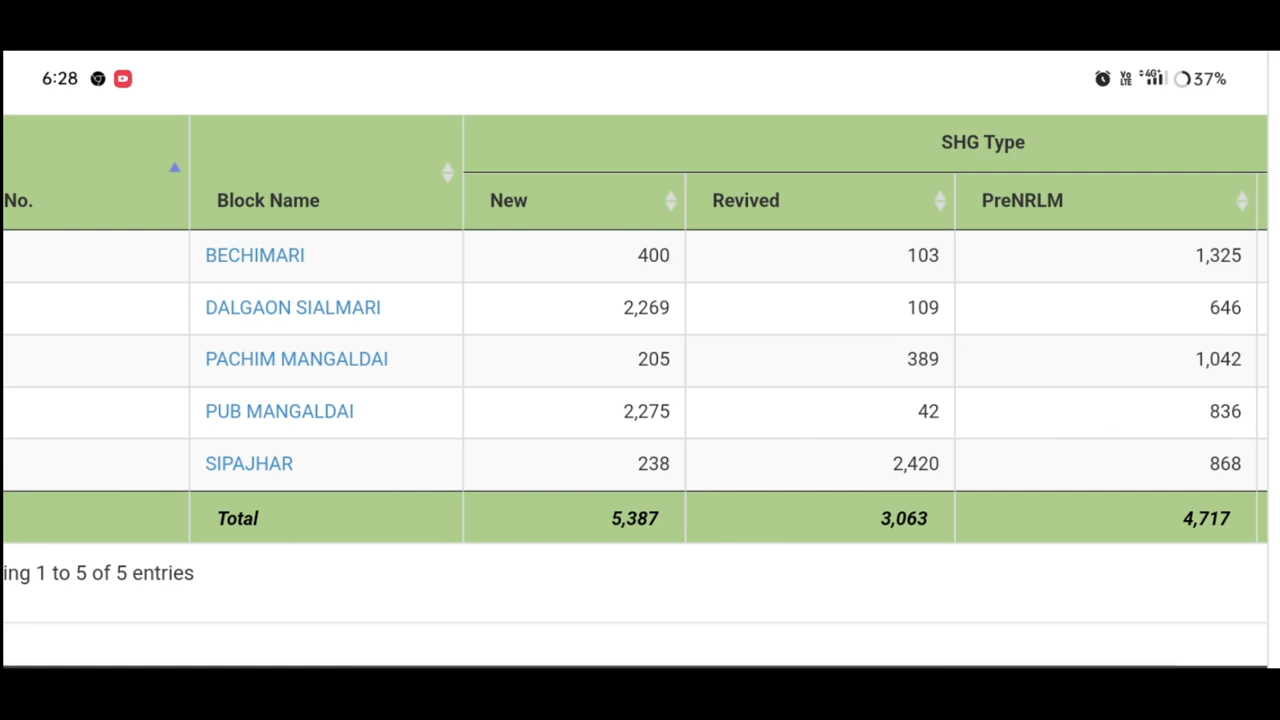 6:28 VoLTE 4G+ 37%
SHG Type
No. Block Name New Revived PreNRLM
BECHIMARI 400 103 1,325
DALGAON SIALMARI 2,269 109 646
PACHIM MANGALDAI 205 389 1,042
PUB MANGALDAI 2,275 42 836
SIPAJHAR 238 2,420 868
Total 5,387 3,063 4,717
ing 1 to 5 of 5 entries